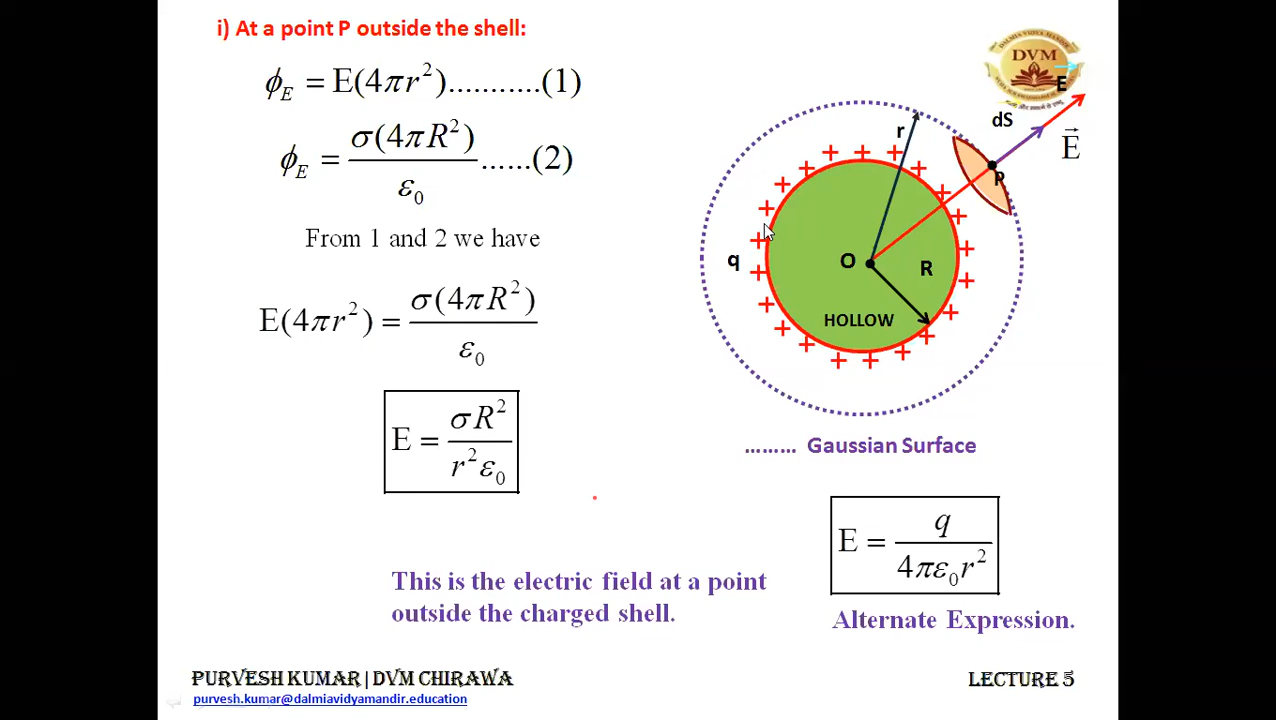 i) At a point P outside the shell:
ϕ_E = E(4πr²)...........(1)
ϕ_E = σ(4πR²)/ε₀ ......(2)
From 1 and 2 we have
E(4πr²) = σ(4πR²)/ε₀
E = σR²/r²ε₀
This is the electric field at a point
outside the charged shell.
DVM
E
dS
E⃗
r
P
q
O
R
HOLLOW
......... Gaussian Surface
E = q/4πε₀r²
Alternate Expression.
PURVESH KUMAR|DVM CHIRAWA
purvesh.kumar@dalmiavidyamandir.education
LECTURE 5